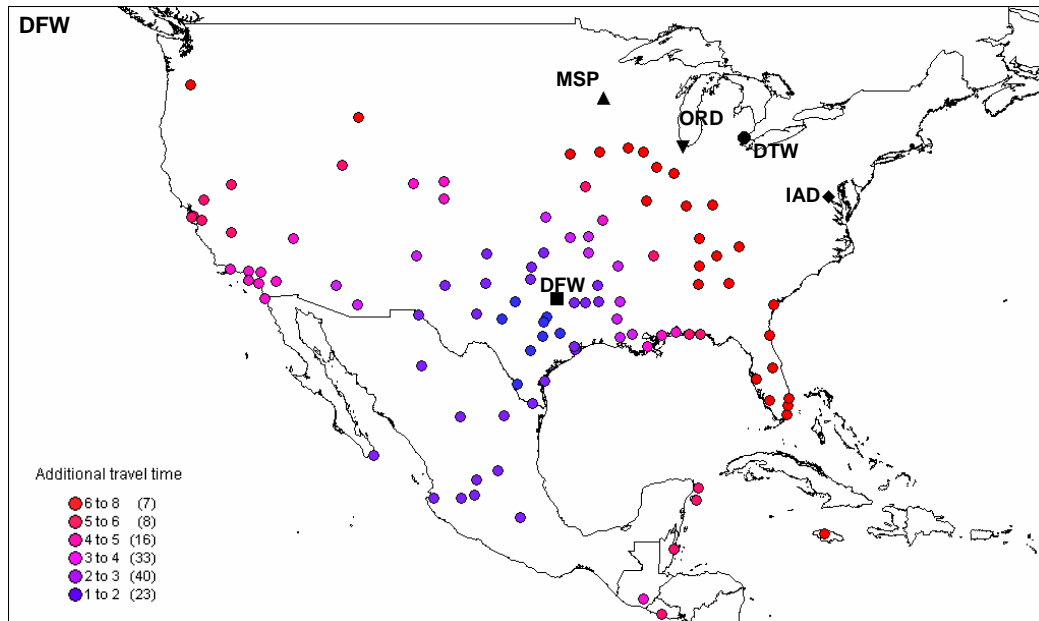 DFW
MSP
ORD
DTW
IAD
DFW
Additional travel time
6 to 8 (7)
5 to 6 (8)
4 to 5 (16)
3 to 4 (33)
2 to 3 (40)
1 to 2 (23)